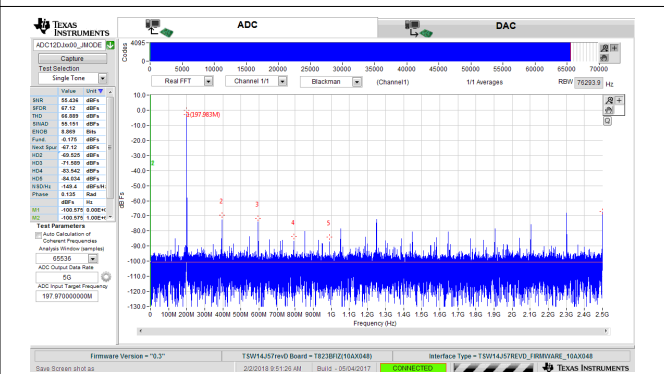 TEXAS INSTRUMENTS
ADC
DAC
ADC12DJxx00_JMODE
Capture
Test Selection
Single Tone
Value Unit
SNR 55.436 dBFs
SFDR 67.12 dBFs
THD 66.889 dBFs
SINAD 55.151 dBFs
ENOB 8.869 Bits
Fund. -0.175 dBFs
Next Spur -67.12 dBFs
HD2 -69.525 dBFs
HD3 -71.589 dBFs
HD4 -83.542 dBFs
HD5 -84.834 dBFs
NSD/Hz -149.4 dBFs/H
Phase 0.135 Rad
dBFs Hz
M1 -100.575 0.00E+
M2 -100.575 1.00E+
Test Parameters
Auto Calculation of
Coherent Frequencies
Analysis Window (samples)
65536
ADC Output Data Rate
5G
ADC Input Target Frequency
197.970000000M
Codes
4095
0
0 5000 10000 15000 20000 25000 30000 35000 40000 45000 50000 55000 60000 65000 70000
Real FFT Channel 1/1 Blackman (Channel1) 1/1 Averages RBW 76293.9 Hz
dBFs
10.0
0.0
-10.0
-20.0
-30.0
-40.0
-50.0
-60.0
-70.0
-80.0
-90.0
-100.0
-110.0
-120.0
-130.0
(197.983M)
2
3
4
5
0 100M 200M 300M 400M 500M 600M 700M 800M 900M 1G 1.1G 1.2G 1.3G 1.4G 1.5G 1.6G 1.7G 1.8G 1.9G 2G 2.1G 2.2G 2.3G 2.4G 2.5G
Frequency (Hz)
Firmware Version = "0.3" TSW14J57revD Board = T823BFIZ(10AX048) Interface Type = TSW14J57REVD_FIRMWARE_10AX048
Save Screen shot as 2/2/2018 9:51:26 AM Build - 05/04/2017 CONNECTED TEXAS INSTRUMENTS